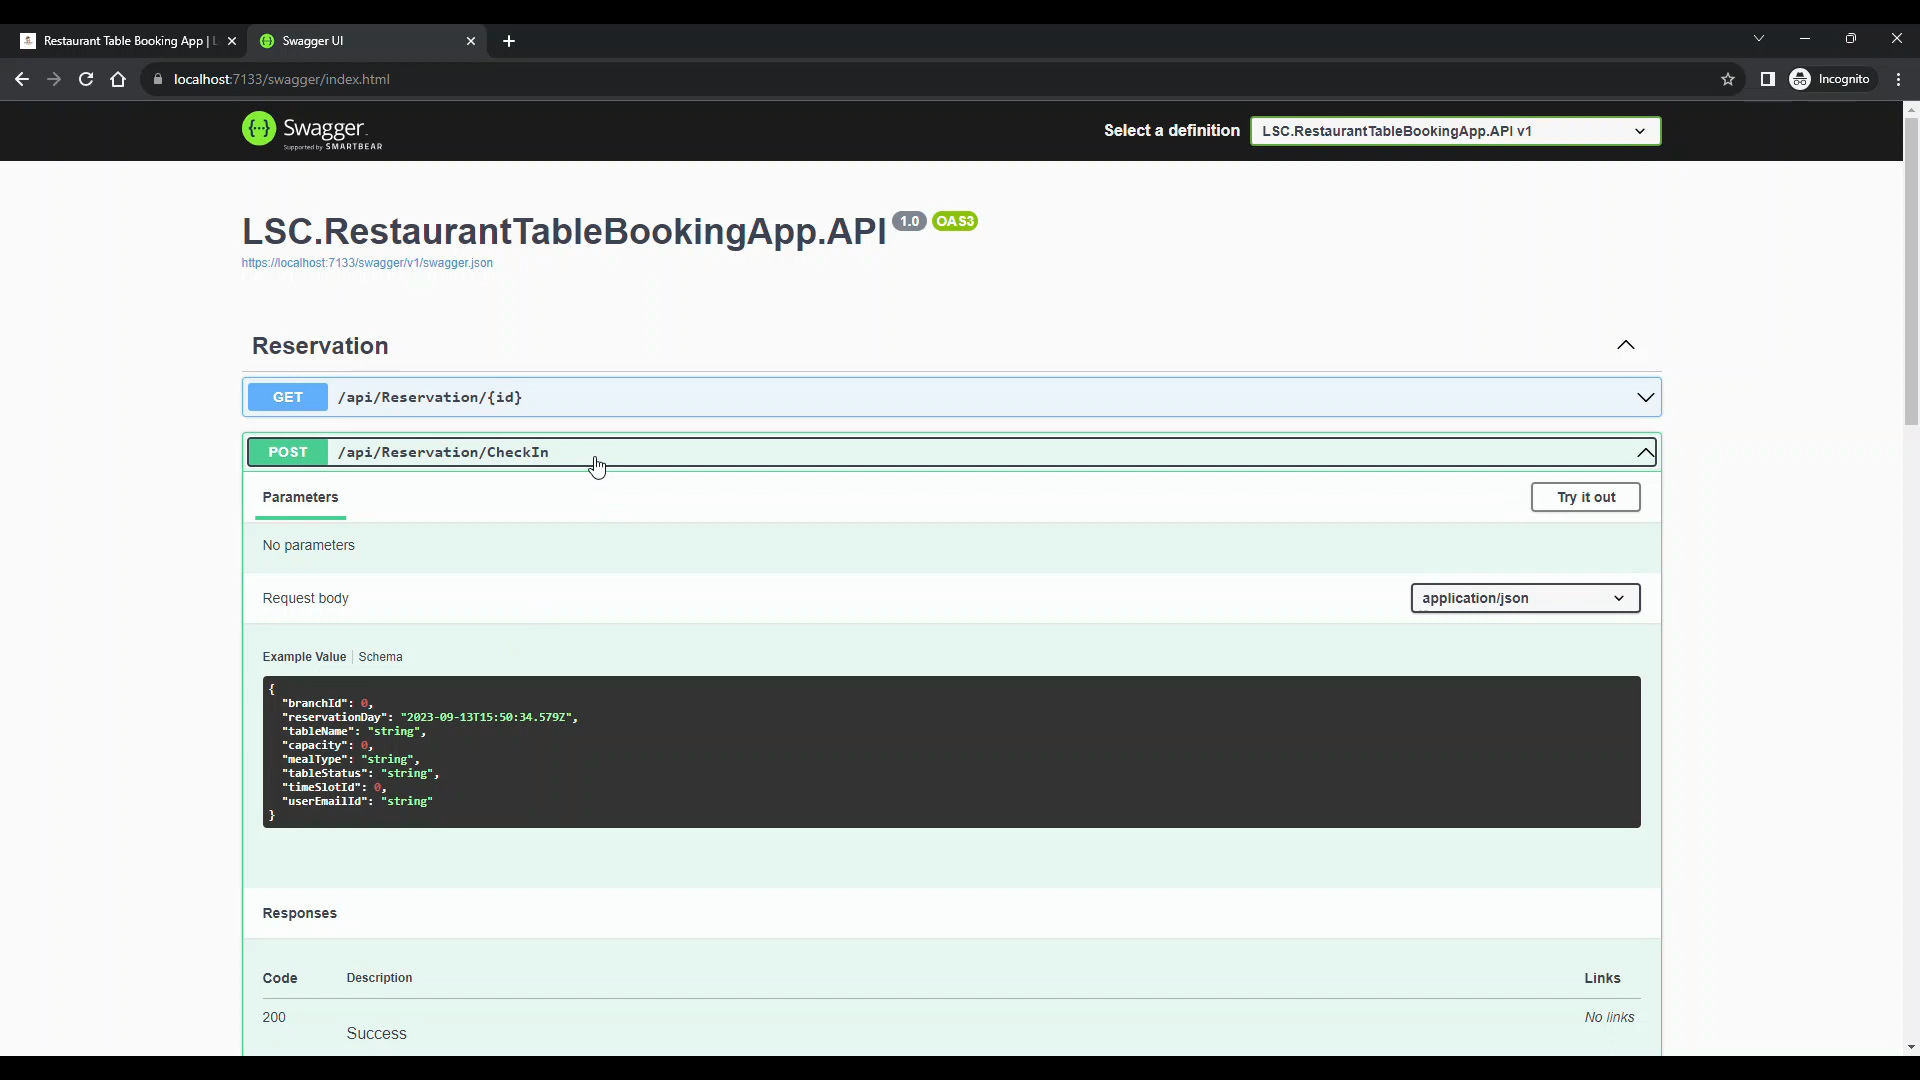 Restaurant Table Booking App | L
Swagger UI
localhost:7133/swagger/index.html
Incognito
Swagger
Supported by SMARTBEAR
Select a definition
LSC.RestaurantTableBookingApp.API v1
LSC.RestaurantTableBookingApp.API 1.0 OAS3
https://localhost:7133/swagger/v1/swagger.json
Reservation
GET /api/Reservation/{id}
POST /api/Reservation/CheckIn
Parameters
Try it out
No parameters
Request body
application/json
Example Value | Schema
{
"branchId": 0,
"reservationDay": "2023-09-13T15:50:34.579Z",
"tableName": "string",
"capacity": 0,
"mealType": "string",
"tableStatus": "string",
"timeSlotId": 0,
"userEmailId": "string"
}
Responses
Code Description Links
200 No links
Success